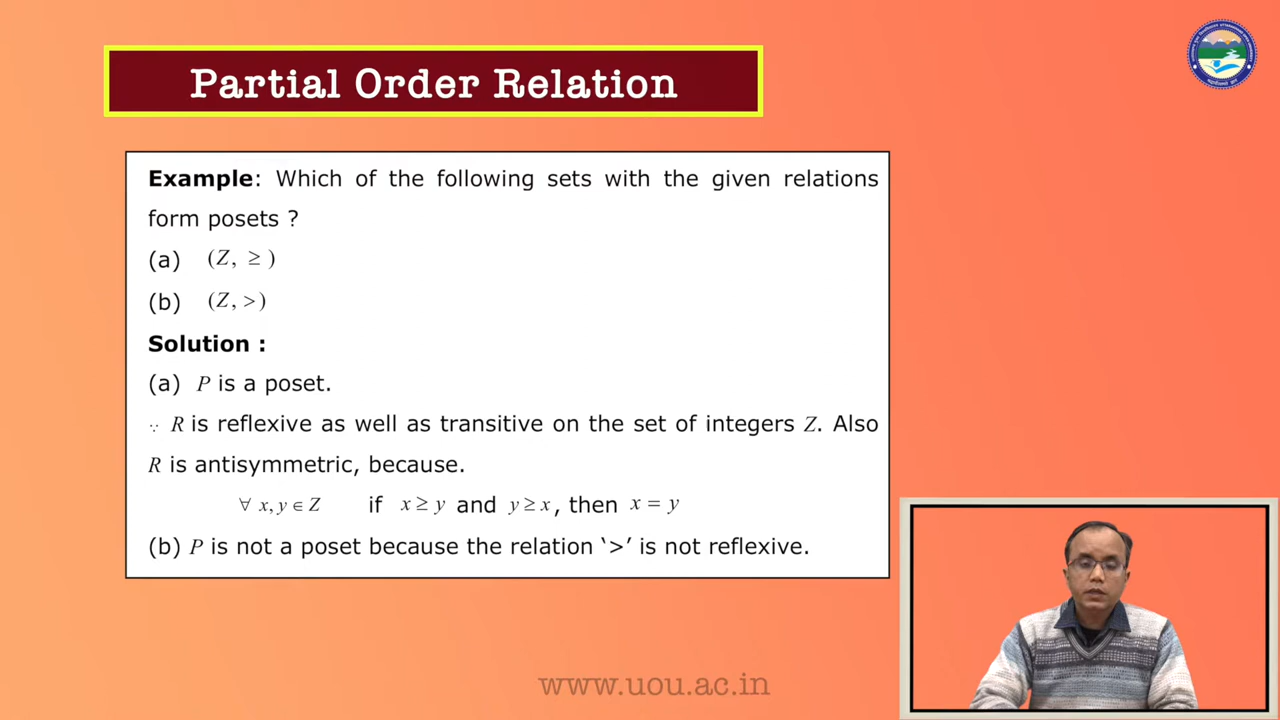 Partial Order Relation
Example: Which of the following sets with the given relations
form posets ?
(a) (Z, ≥ )
(b) (Z, >)
Solution :
(a) P is a poset.
∵ R is reflexive as well as transitive on the set of integers Z. Also
R is antisymmetric, because.
∀ x, y ∈ Z if x ≥ y and y ≥ x, then x = y
(b) P is not a poset because the relation ‘>’ is not reflexive.
www.uou.ac.in